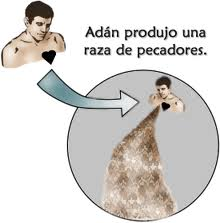 Adán produjo una
raza de pecadores.